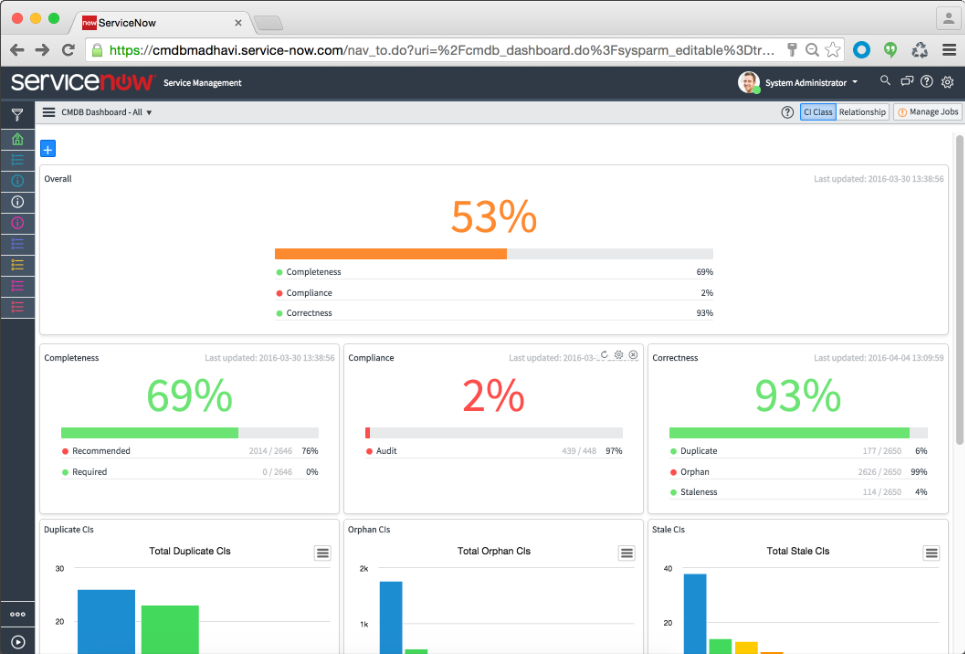 now ServiceNow
https://cmdbmadhavi.service-now.com/nav_to.do?uri=%2Fcmdb_dashboard.do%3Fsysparm_editable%3Dtr...
servicenow Service Management System Administrator
CMDB Dashboard - All CI Class Relationship Manage Jobs
+
Overall Last updated: 2016-03-30 13:38:56
53%
Completeness 69%
Compliance 2%
Correctness 93%
Completeness Last updated: 2016-03-30 13:38:56
69%
Recommended 2014 / 2646 76%
Required 0 / 2646 0%
Compliance Last updated: 2016-03-...
2%
Audit 439 / 448 97%
Correctness Last updated: 2016-04-04 13:09:59
93%
Duplicate 177 / 2650 6%
Orphan 2626 / 2650 99%
Staleness 114 / 2650 4%
Duplicate CIs
Total Duplicate CIs
30
20
Orphan CIs
Total Orphan CIs
2k
1k
Stale CIs
Total Stale CIs
40
20